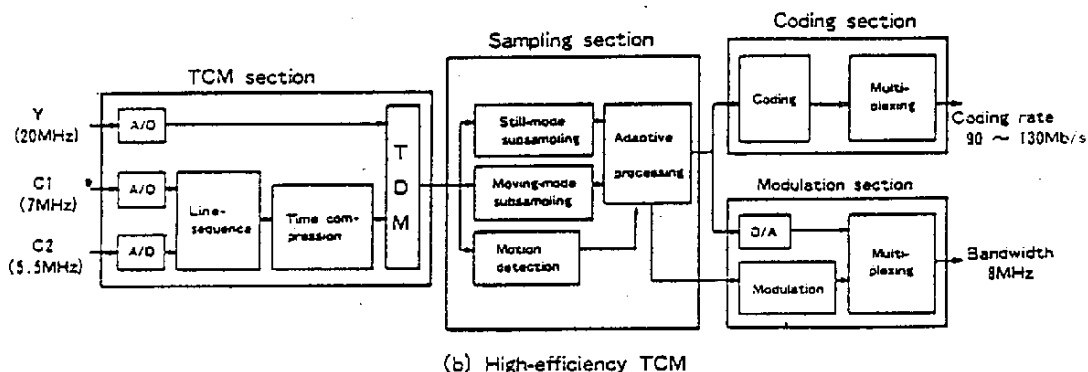 Coding section
Sampling section
TCM section
Y
(20MHz)
A/D
C1
(7MHz)
A/D
C2
(5.5MHz)
A/D
Line-
sequence
Time com-
pression
T
D
M
Still-mode
subsampling
Moving-mode
subsampling
Motion
detection
Adaptive
processing
Coding
Multi-
plexing
Coding rate
90 ~ 130Mb/s
Modulation section
D/A
Modulation
Multi-
plexing
Bandwidth
8MHz
(b) High-efficiency TCM